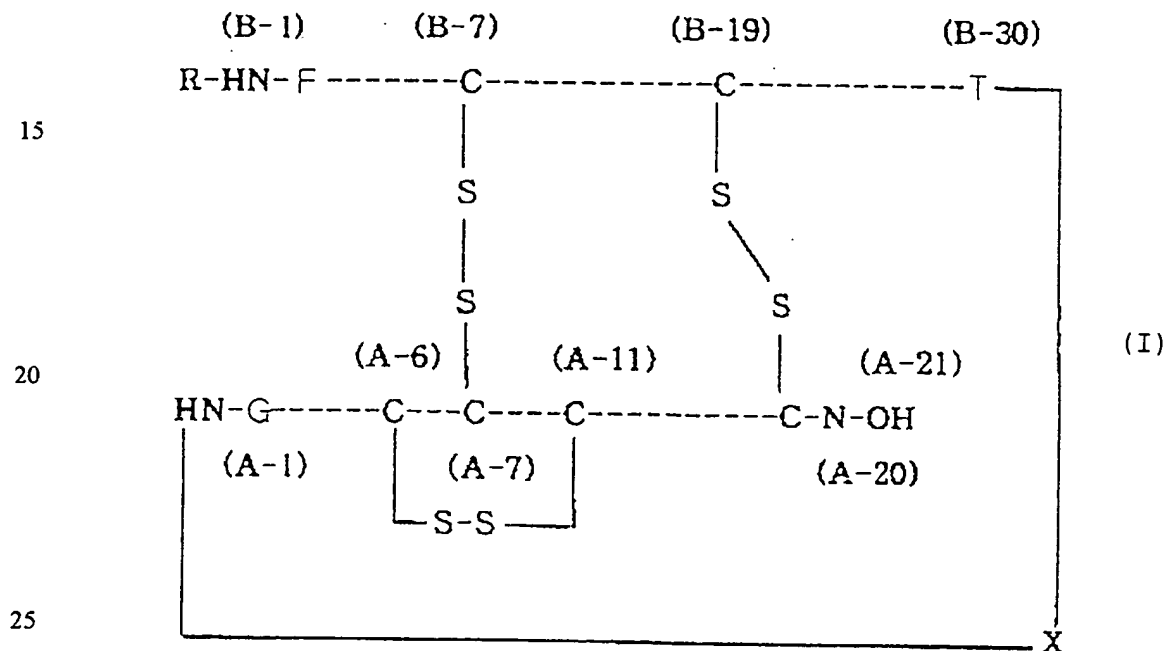 (B-1) (B-7) (B-19) (B-30)
R-HN-F------------C------------------C------------------T
15
S S
S S
(A-6) (A-11) (A-21) (I)
20
HN-G------C---C----C--------------C-N-OH
(A-1) (A-7) (A-20)
S-S
25 X